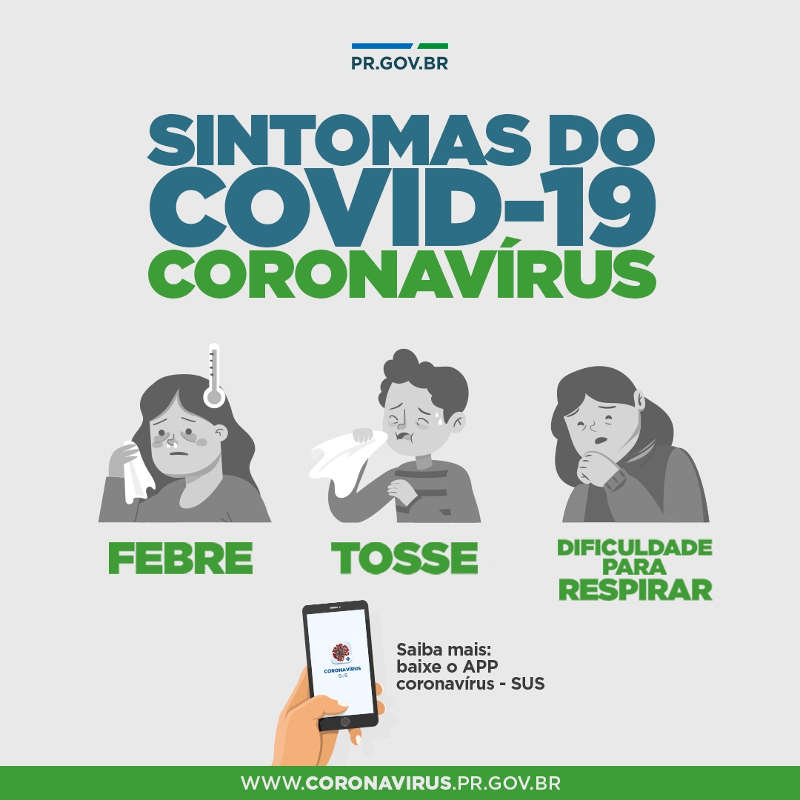 PR.GOV.BR
SINTOMAS DO
COVID-19
CORONAVÍRUS
FEBRE
TOSSE
DIFICULDADE
PARA
RESPIRAR
CORONAVÍRUS
Saiba mais:
baixe o APP
coronavírus - SUS
WWW.CORONAVIRUS.PR.GOV.BR